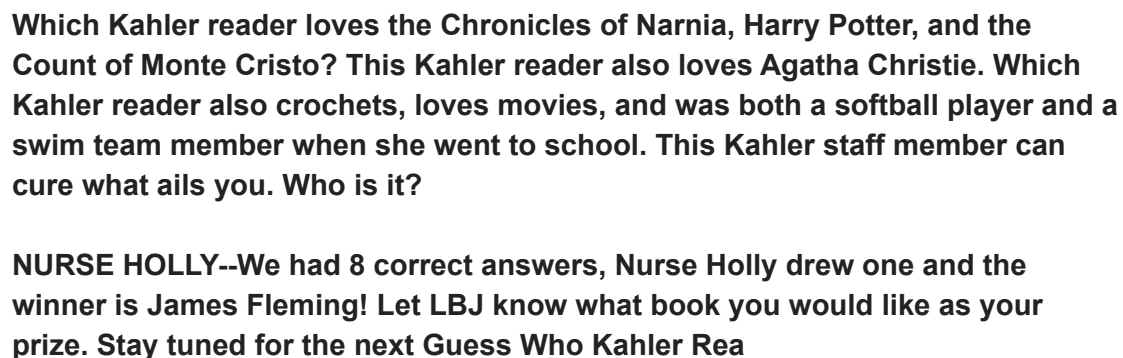 Which Kahler reader loves the Chronicles of Narnia, Harry Potter, and the
Count of Monte Cristo? This Kahler reader also loves Agatha Christie. Which
Kahler reader also crochets, loves movies, and was both a softball player and a
swim team member when she went to school. This Kahler staff member can
cure what ails you. Who is it?

NURSE HOLLY--We had 8 correct answers, Nurse Holly drew one and the
winner is James Fleming! Let LBJ know what book you would like as your
prize. Stay tuned for the next Guess Who Kahler Rea